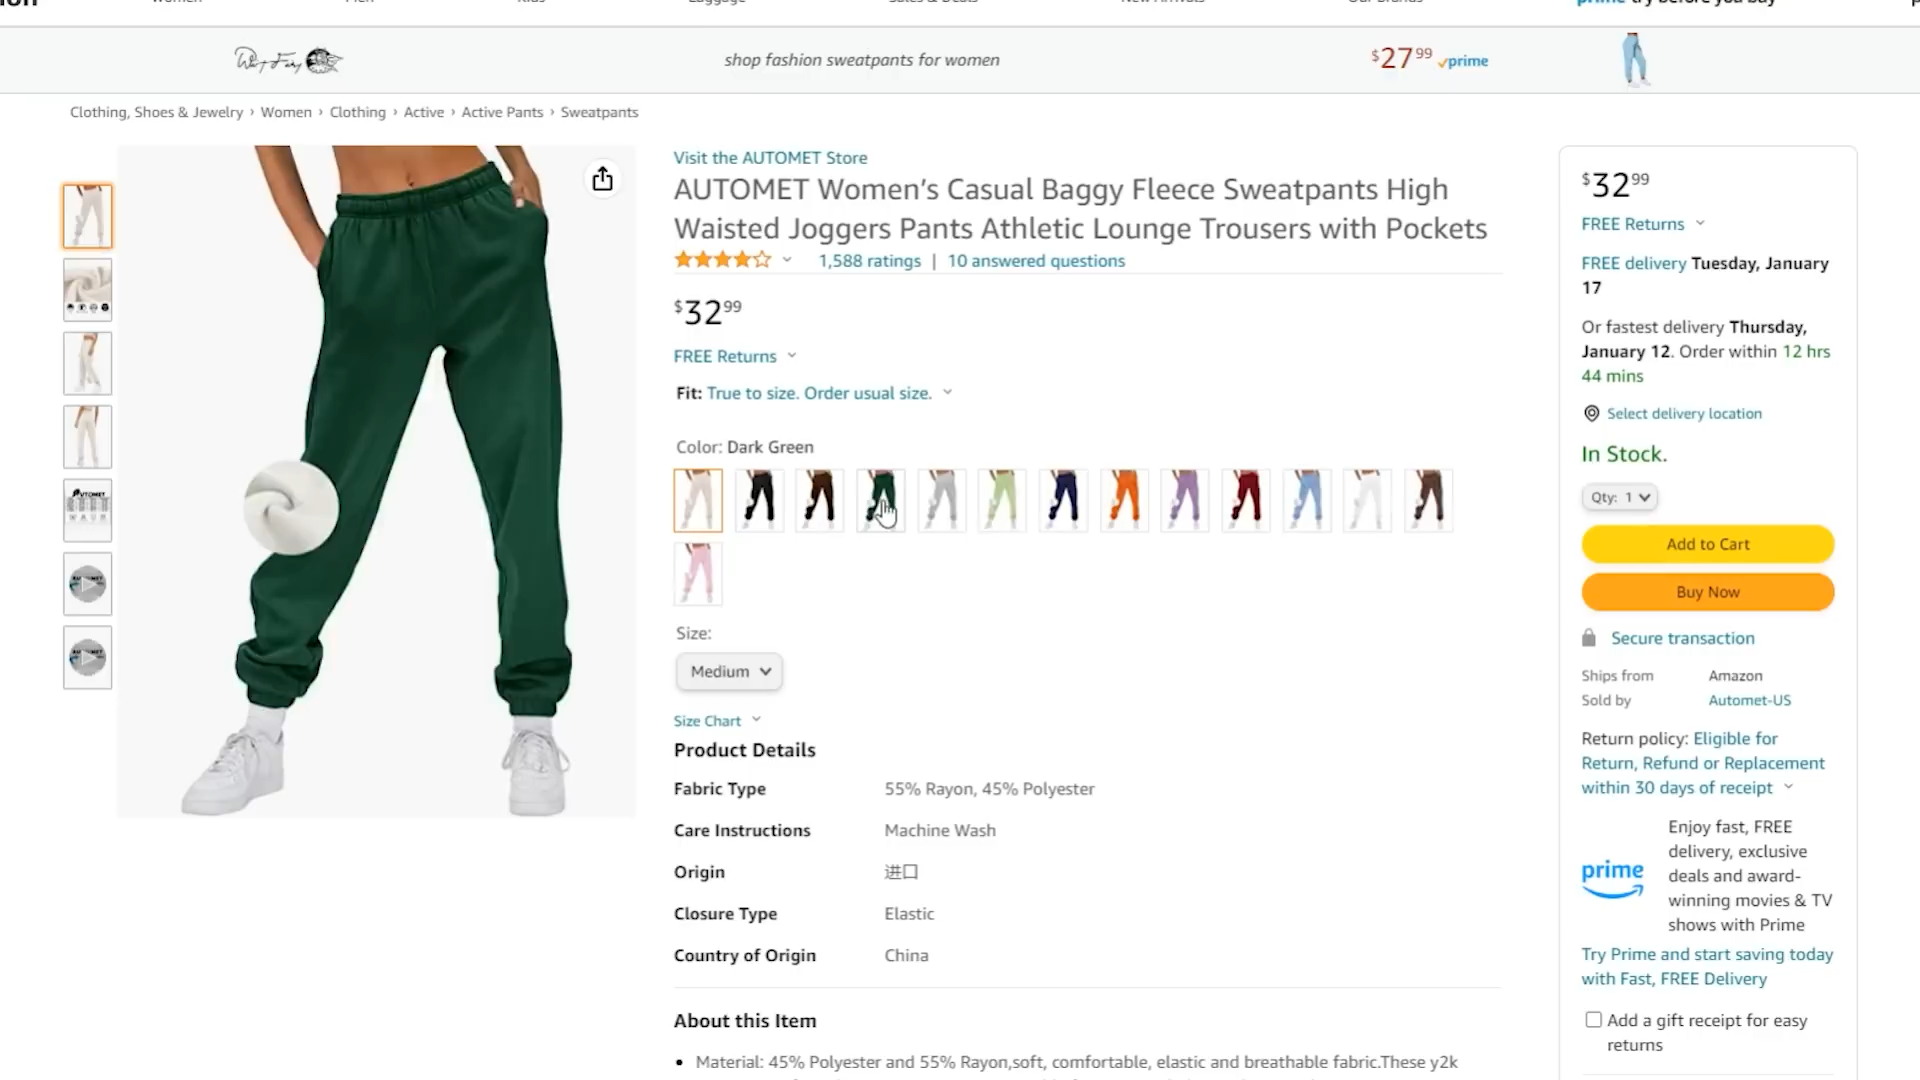 shop fashion sweatpants for women
$27 99 prime
Clothing, Shoes & Jewelry › Women › Clothing › Active › Active Pants › Sweatpants
Visit the AUTOMET Store
AUTOMET Women's Casual Baggy Fleece Sweatpants High
Waisted Joggers Pants Athletic Lounge Trousers with Pockets
1,588 ratings | 10 answered questions
$32 99
FREE Returns
Fit: True to size. Order usual size.
Color: Dark Green
Size:
Medium
Size Chart
Product Details
Fabric Type 55% Rayon, 45% Polyester
Care Instructions Machine Wash
Origin 进口
Closure Type Elastic
Country of Origin China
About this Item
• Material: 45% Polyester and 55% Rayon,soft, comfortable, elastic and breathable fabric.These y2k
$32 99
FREE Returns
FREE delivery Tuesday, January
17
Or fastest delivery Thursday,
January 12. Order within 12 hrs
44 mins
Select delivery location
In Stock.
Qty: 1
Add to Cart
Buy Now
Secure transaction
Ships from Amazon
Sold by Automet-US
Return policy: Eligible for
Return, Refund or Replacement
within 30 days of receipt
prime
Enjoy fast, FREE
delivery, exclusive
deals and award-
winning movies & TV
shows with Prime
Try Prime and start saving today
with Fast, FREE Delivery
Add a gift receipt for easy
returns